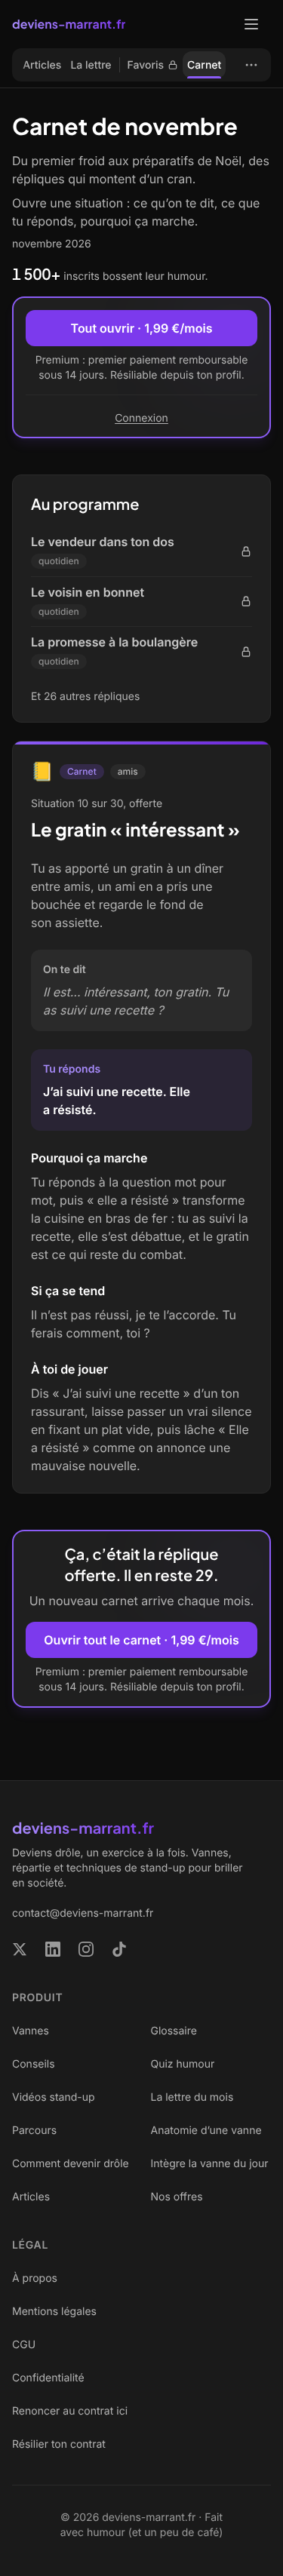 deviens-marrant.fr
Articles La lettre Favoris Carnet ...
Carnet de novembre
Du premier froid aux préparatifs de Noël, des
répliques qui montent d’un cran.
Ouvre une situation : ce qu’on te dit, ce que
tu réponds, pourquoi ça marche.
novembre 2026
1 500+ inscrits bossent leur humour.
Tout ouvrir · 1,99 €/mois
Premium : premier paiement remboursable
sous 14 jours. Résiliable depuis ton profil.
Connexion
Au programme
Le vendeur dans ton dos
quotidien
Le voisin en bonnet
quotidien
La promesse à la boulangère
quotidien
Et 26 autres répliques
Carnet amis
Situation 10 sur 30, offerte
Le gratin « intéressant »
Tu as apporté un gratin à un dîner
entre amis, un ami en a pris une
bouchée et regarde le fond de
son assiette.
On te dit
Il est… intéressant, ton gratin. Tu
as suivi une recette ?
Tu réponds
J’ai suivi une recette. Elle
a résisté.
Pourquoi ça marche
Tu réponds à la question mot pour
mot, puis « elle a résisté » transforme
la cuisine en bras de fer : tu as suivi la
recette, elle s’est débattue, et le gratin
est ce qui reste du combat.
Si ça se tend
Il n’est pas réussi, je te l’accorde. Tu
ferais comment, toi ?
À toi de jouer
Dis « J’ai suivi une recette » d’un ton
rassurant, laisse passer un vrai silence
en fixant un plat vide, puis lâche « Elle
a résisté » comme on annonce une
mauvaise nouvelle.
Ça, c’était la réplique
offerte. Il en reste 29.
Un nouveau carnet arrive chaque mois.
Ouvrir tout le carnet · 1,99 €/mois
Premium : premier paiement remboursable
sous 14 jours. Résiliable depuis ton profil.
deviens-marrant.fr
Deviens drôle, un exercice à la fois. Vannes,
répartie et techniques de stand-up pour briller
en société.
contact@deviens-marrant.fr
PRODUIT
Vannes Glossaire
Conseils Quiz humour
Vidéos stand-up La lettre du mois
Parcours Anatomie d’une vanne
Comment devenir drôle Intègre la vanne du jour
Articles Nos offres
LÉGAL
À propos
Mentions légales
CGU
Confidentialité
Renoncer au contrat ici
Résilier ton contrat
© 2026 deviens-marrant.fr · Fait
avec humour (et un peu de café)